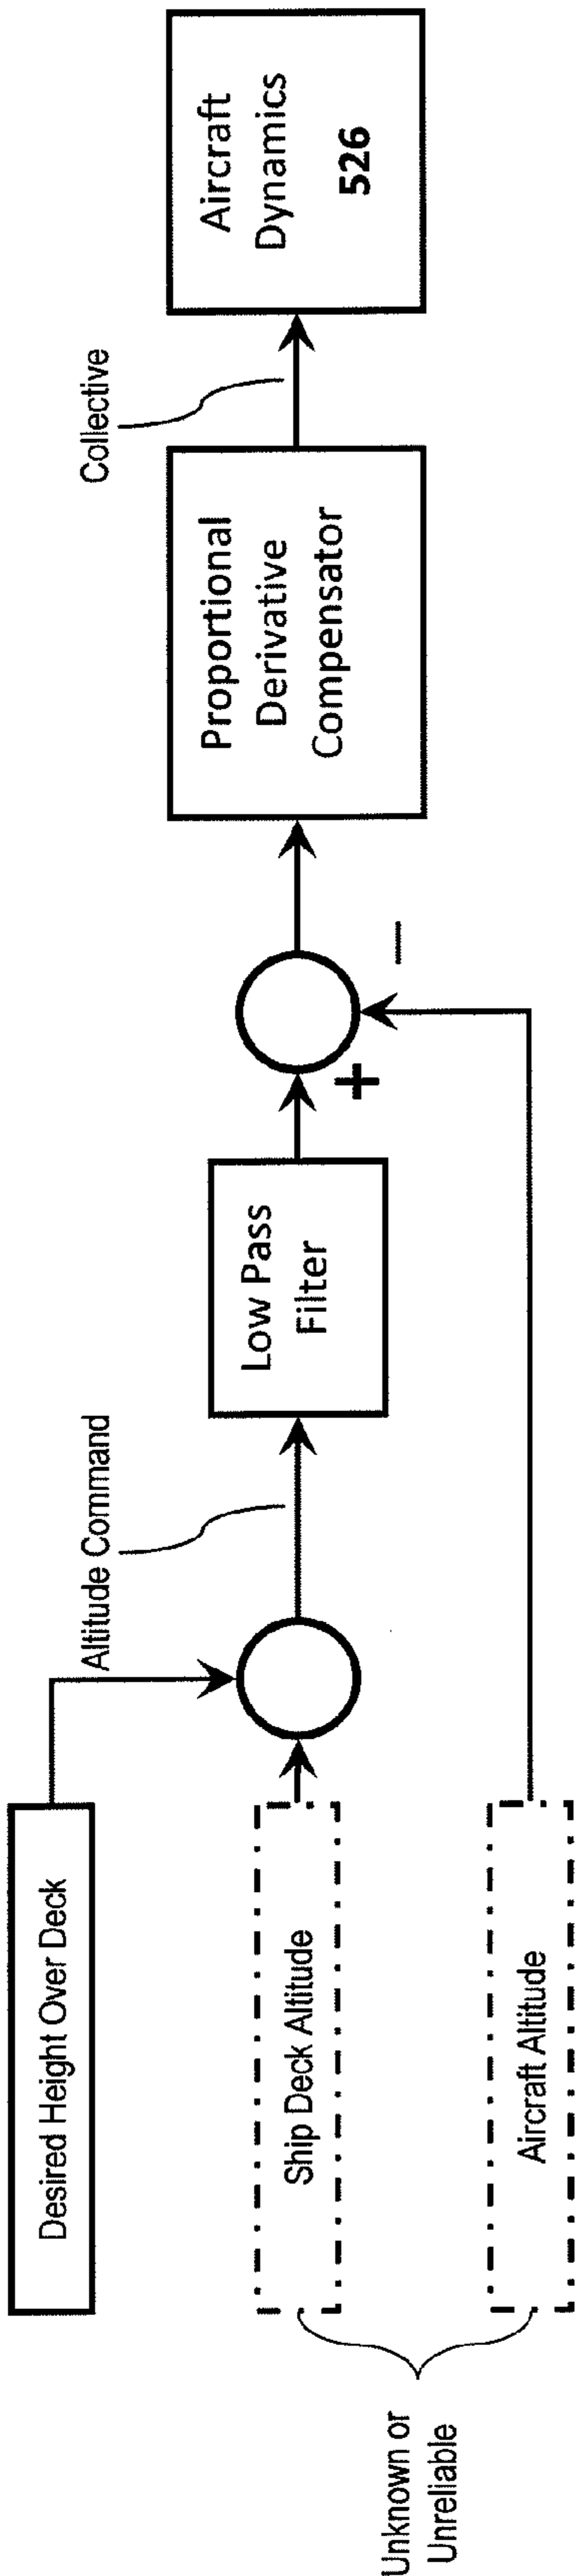 Desired Height Over Deck
Ship Deck Altitude
Aircraft Altitude
Unknown or
Unreliable
Altitude Command
Low Pass
Filter
+
−
Proportional
Derivative
Compensator
Collective
Aircraft
Dynamics
526